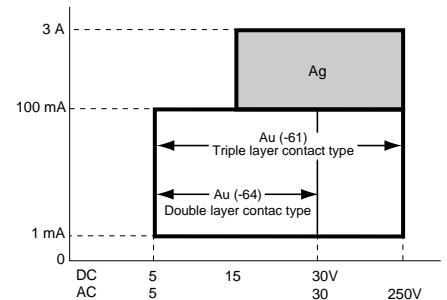 3 A
Ag
100 mA
Au (-61)
Triple layer contact type
Au (-64)
Double layer contac type
1 mA
0
DC 5 15 30V
AC 5 30 250V